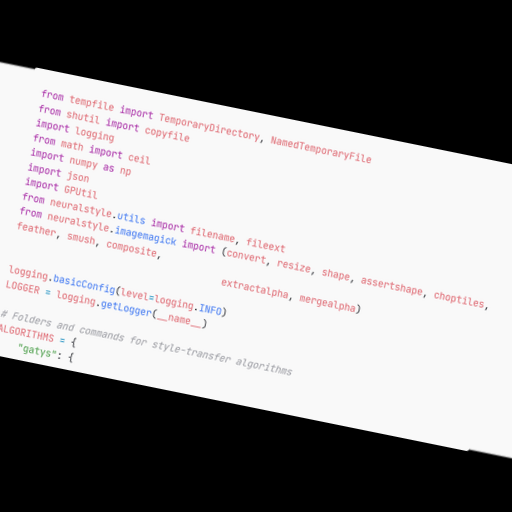 from tempfile import TemporaryDirectory, NamedTemporaryFile
from shutil import copyfile
import logging
from math import ceil
import numpy as np
import json
import GPUtil
from neuralstyle.utils import filename, fileext
from neuralstyle.imagemagick import (convert, resize, shape, assertshape, choptiles,
feather, smush, composite,
extractalpha, mergealpha)
logging.basicConfig(level=logging.INFO)
LOGGER = logging.getLogger(__name__)
# Folders and commands for style-transfer algorithms
ALGORITHMS = {
"gatys": {